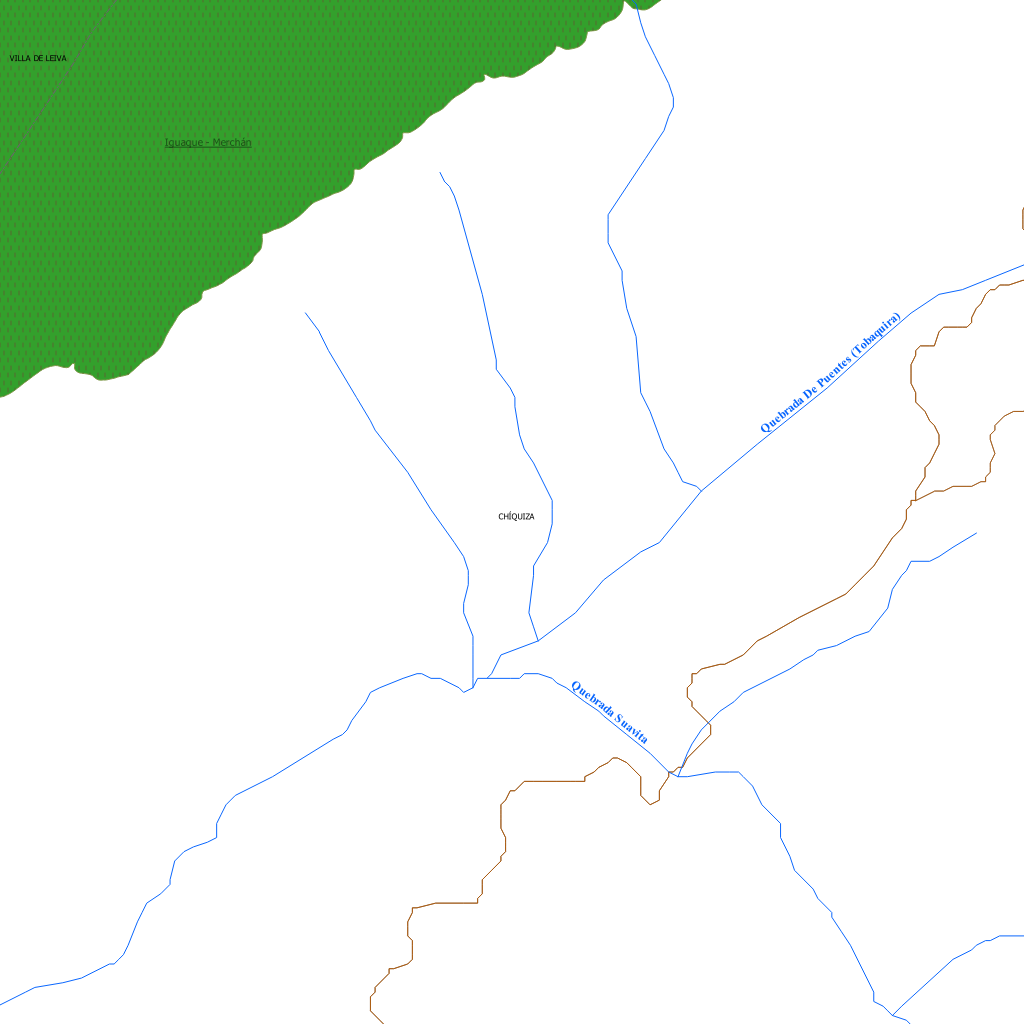 VILLA DE LEIVA
Iguaque - Merchán
Quebrada De Puentes (Tobaquira)
CHÍQUIZA
Quebrada Suavita